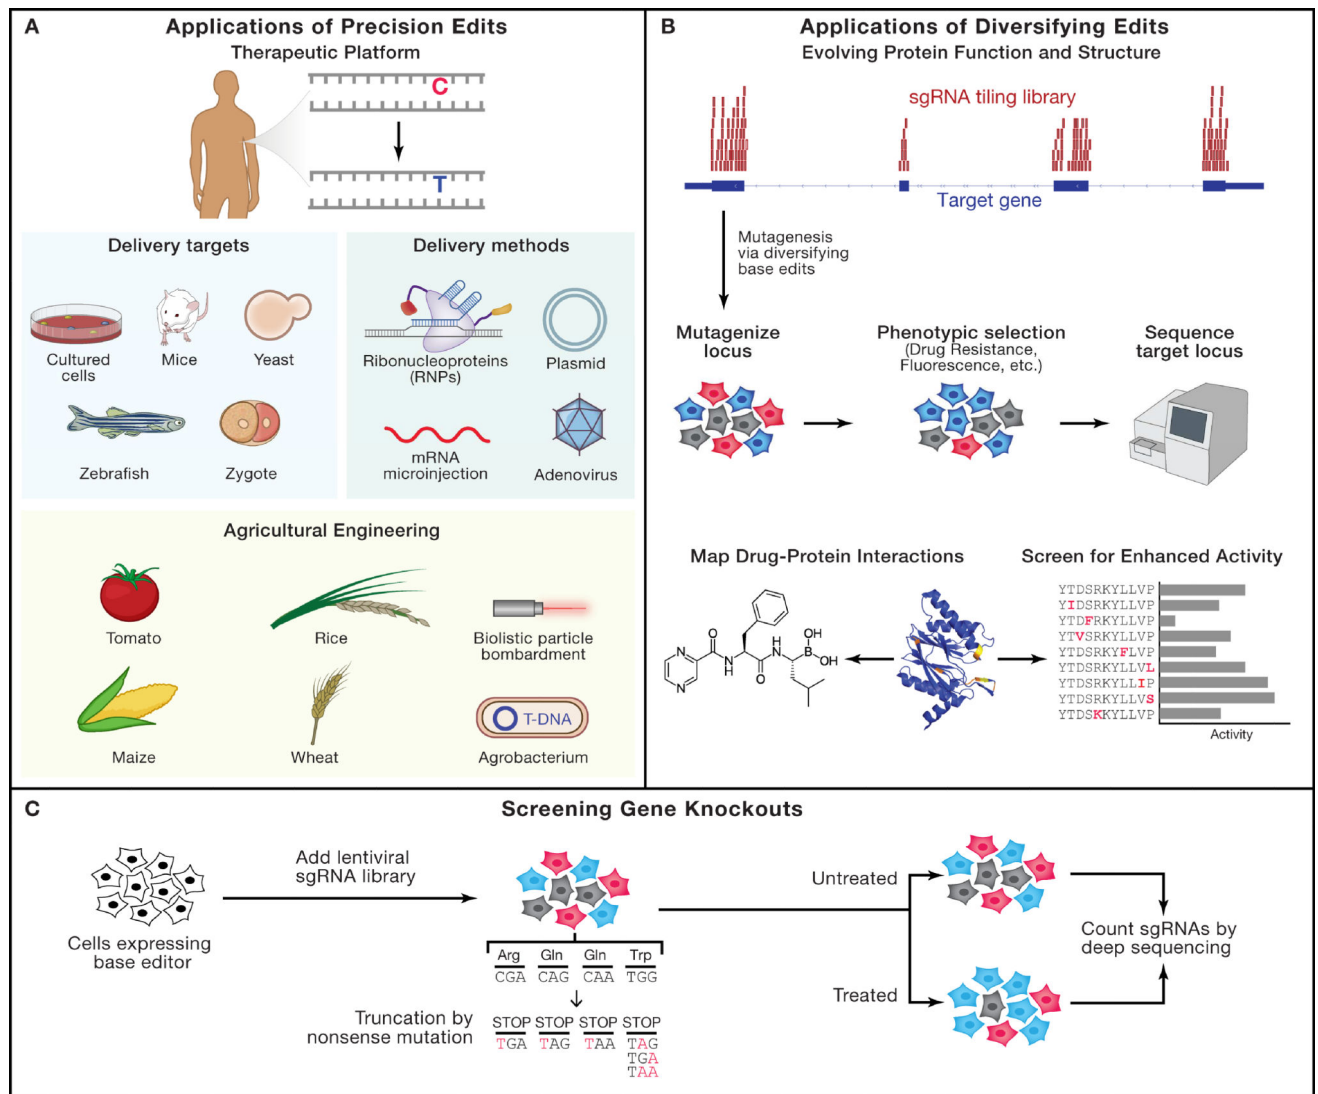 A
Applications of Precision Edits
Therapeutic Platform
C
T
Delivery targets
Cultured
cells
Mice
Yeast
Zebrafish
Zygote
Delivery methods
Ribonucleoproteins
(RNPs)
Plasmid
mRNA
microinjection
Adenovirus
Agricultural Engineering
Tomato
Rice
Biolistic particle
bombardment
Maize
Wheat
T-DNA
Agrobacterium
B
Applications of Diversifying Edits
Evolving Protein Function and Structure
sgRNA tiling library
Target gene
Mutagenesis
via diversifying
base edits
Mutagenize
locus
Phenotypic selection
(Drug Resistance,
Fluorescence, etc.)
Sequence
target locus
Map Drug-Protein Interactions
N
N
O
N
H
O
H
N
OH
B
OH
Screen for Enhanced Activity
YTDSRKYLLVP
YIDSRKYLLVP
YTDFRKYLLVP
YTVSRKYLLVP
YTDSRKYFLVP
YTDSRKYLLVL
YTDSRKYLLIP
YTDSRKYLLVS
YTDSKKYLLVP
Activity
C
Screening Gene Knockouts
Cells expressing
base editor
Add lentiviral
sgRNA library
Arg Gln Gln Trp
CGA CAG CAA TGG
Truncation by
nonsense mutation
STOP STOP STOP STOP
TGA TAG TAA TAG
TGA
TAA
Untreated
Treated
Count sgRNAs by
deep sequencing